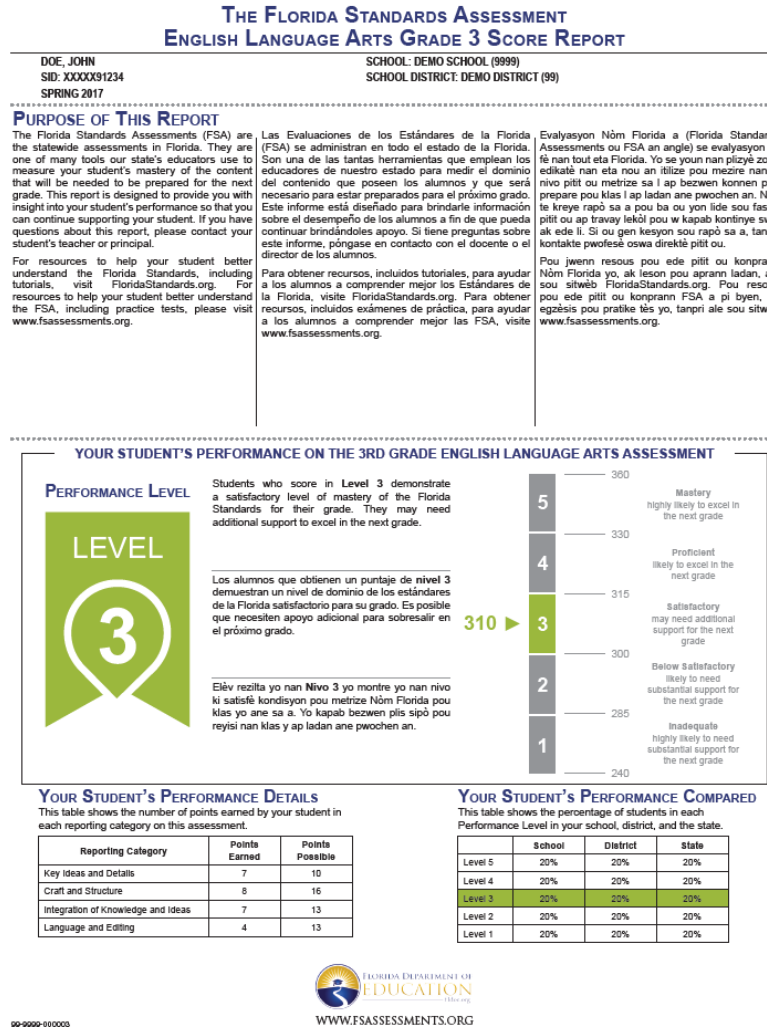 THE FLORIDA STANDARDS ASSESSMENT
ENGLISH LANGUAGE ARTS GRADE 3 SCORE REPORT
DOE, JOHN
SID: XXXXX91234
SPRING 2017
SCHOOL: DEMO SCHOOL (9999)
SCHOOL DISTRICT: DEMO DISTRICT (99)
PURPOSE OF THIS REPORT
The Florida Standards Assessments (FSA) are
the statewide assessments in Florida. They are
one of many tools our state's educators use to
measure your student's mastery of the content
that will be needed to be prepared for the next
grade. This report is designed to provide you with
insight into your student's performance so that you
can continue supporting your student. If you have
questions about this report, please contact your
student's teacher or principal.
For resources to help your student better
understand the Florida Standards, including
tutorials, visit FloridaStandards.org. For
resources to help your student better understand
the FSA, including practice tests, please visit
www.fsassessments.org.
Las Evaluaciones de los Estándares de la Florida
(FSA) se administran en todo el estado de la Florida.
Son una de las tantas herramientas que emplean los
educadores de nuestro estado para medir el dominio
del contenido que poseen los alumnos y que será
necesario para estar preparados para el próximo grado.
Este informe está diseñado para brindarle información
sobre el desempeño de los alumnos a fin de que pueda
continuar brindándoles apoyo. Si tiene preguntas sobre
este informe, póngase en contacto con el docente o el
director de los alumnos.
Para obtener recursos, incluidos tutoriales, para ayudar
a los alumnos a comprender mejor los Estándares de
la Florida, visite FloridaStandards.org. Para obtener
recursos, incluidos exámenes de práctica, para ayudar
a los alumnos a comprender mejor las FSA, visite
www.fsassessments.org.
Evalyasyon Nòm Florida a (Florida Standar
Assessments ou FSA an angle) se evalyasyon
fè nan tout eta Florida. Yo se youn nan plizyè zo
edikatè nan eta nou an itilize pou mezire nan
nivo pitit ou metrize sa l ap bezwen konnen p
prepare pou klas l ap ladan ane pwochen an. N
te kreye rapò sa a pou ba ou yon lide sou fas
pitit ou ap travay lekòl pou w kapab kontinye s
ak ede li. Si ou gen kesyon sou rapò sa a, tan
kontakte pwofesè oswa direktè pitit ou.
Pou jwenn resous pou ede pitit ou konpra
Nòm Florida yo, ak leson pou aprann ladan,
sou sitwèb FloridaStandards.org. Pou reso
pou ede pitit ou konprann FSA a pi byen,
egzèsis pou pratike tès yo, tanpri ale sou sitw
www.fsassessments.org.
YOUR STUDENT'S PERFORMANCE ON THE 3RD GRADE ENGLISH LANGUAGE ARTS ASSESSMENT
PERFORMANCE LEVEL
LEVEL
3
Students who score in Level 3 demonstrate
a satisfactory level of mastery of the Florida
Standards for their grade. They may need
additional support to excel in the next grade.
Los alumnos que obtienen un puntaje de nivel 3
demuestran un nivel de dominio de los estándares
de la Florida satisfactorio para su grado. Es posible
que necesiten apoyo adicional para sobresalir en
el próximo grado.
Elèv rezilta yo nan Nivo 3 yo montre yo nan nivo
ki satisfè kondisyon pou metrize Nòm Florida pou
klas yo ane sa a. Yo kapab bezwen plis sipò pou
reyisi nan klas y ap ladan ane pwochen an.
360
5
Mastery
highly likely to excel in
the next grade
330
4
Proficient
likely to excel in the
next grade
315
310
3
Satisfactory
may need additional
support for the next
grade
300
2
Below Satisfactory
likely to need
substantial support for
the next grade
285
1
Inadequate
highly likely to need
substantial support for
the next grade
240
YOUR STUDENT'S PERFORMANCE DETAILS
This table shows the number of points earned by your student in
each reporting category on this assessment.
Reporting Category Points Earned Points Possible
Key Ideas and Details 7 10
Craft and Structure 8 16
Integration of Knowledge and Ideas 7 13
Language and Editing 4 13
YOUR STUDENT'S PERFORMANCE COMPARED
This table shows the percentage of students in each
Performance Level in your school, district, and the state.
School District State
Level 5 20% 20% 20%
Level 4 20% 20% 20%
Level 3 20% 20% 20%
Level 2 20% 20% 20%
Level 1 20% 20% 20%
FLORIDA DEPARTMENT OF
EDUCATION
fldoe.org
WWW.FSASSESSMENTS.ORG
99-9999-000003